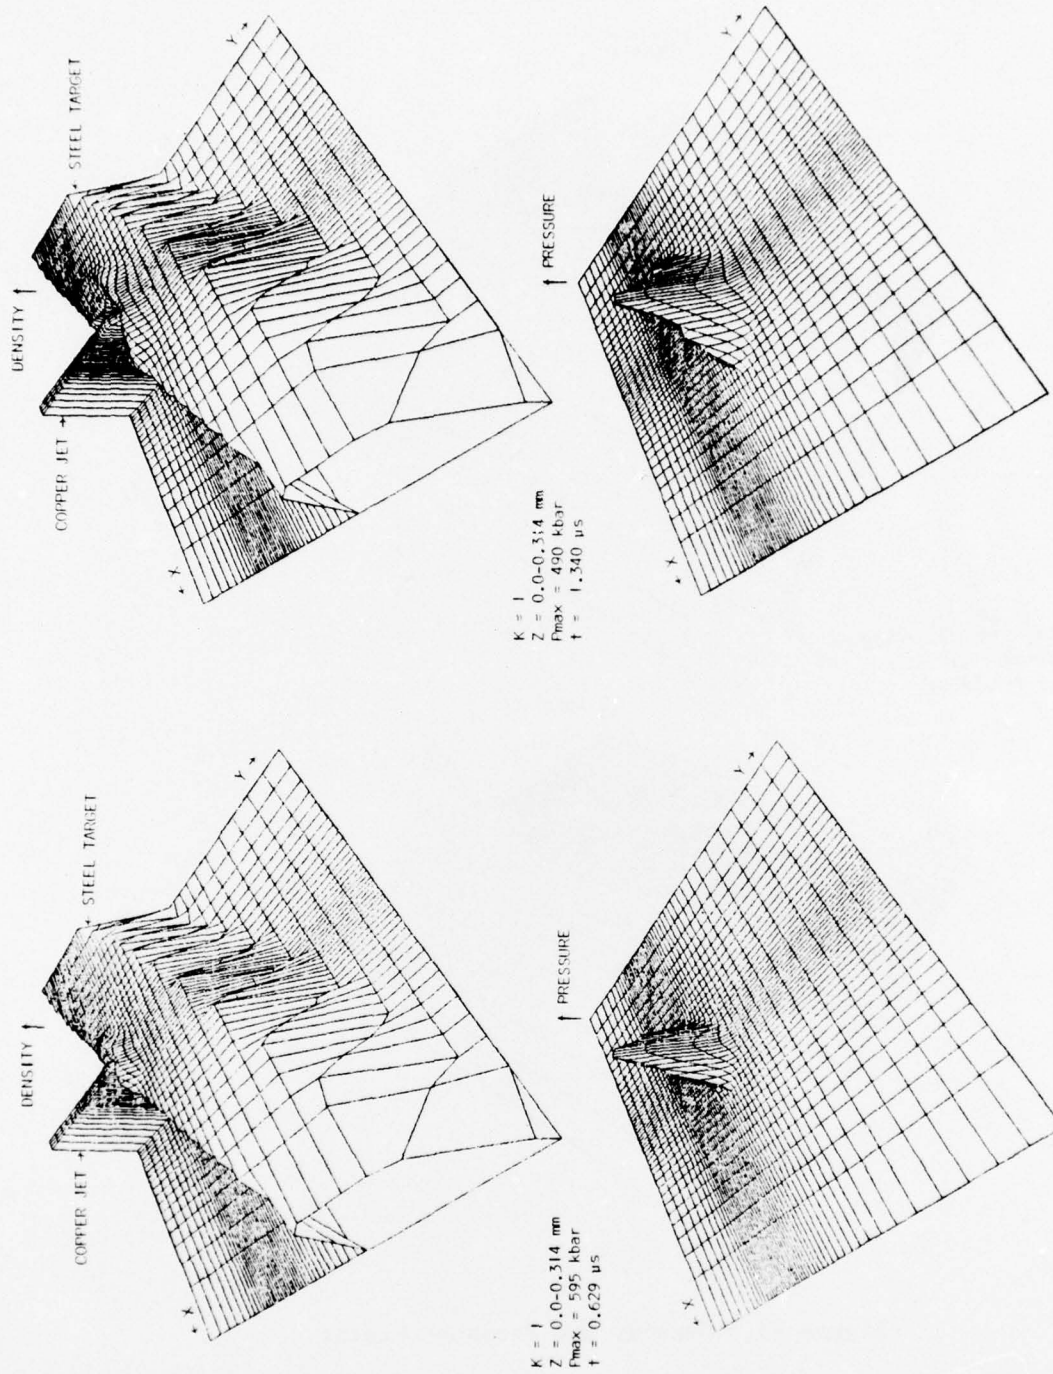 DENSITY
COPPER JET
STEEL TARGET
X
Y
K = 1
Z = 0.0-0.314 mm
Pmax = 490 kbar
t = 1.340 µs
PRESSURE
X
Y
DENSITY
COPPER JET
STEEL TARGET
X
Y
K = 1
Z = 0.0-0.314 mm
Pmax = 595 kbar
t = 0.629 µs
PRESSURE
X
Y